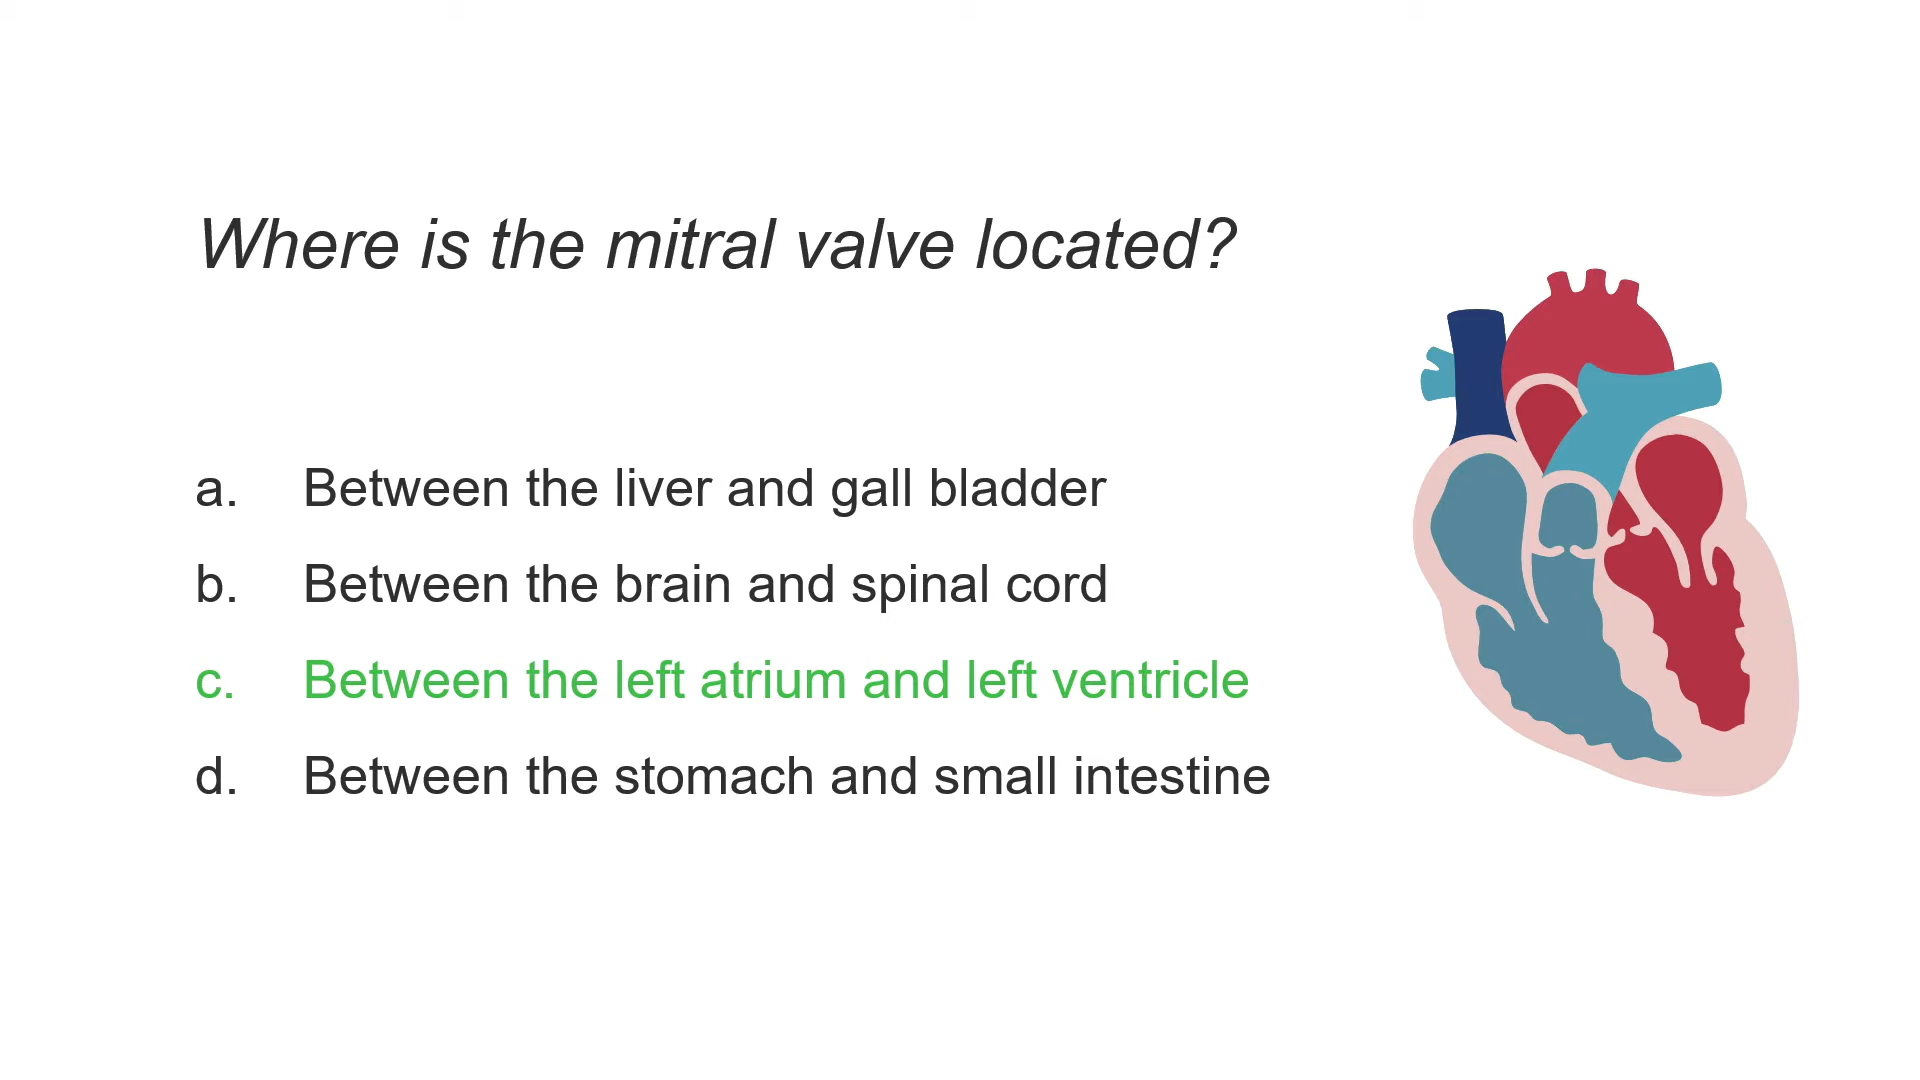 Where is the mitral valve located?
a. Between the liver and gall bladder
b. Between the brain and spinal cord
c. Between the left atrium and left ventricle
d. Between the stomach and small intestine